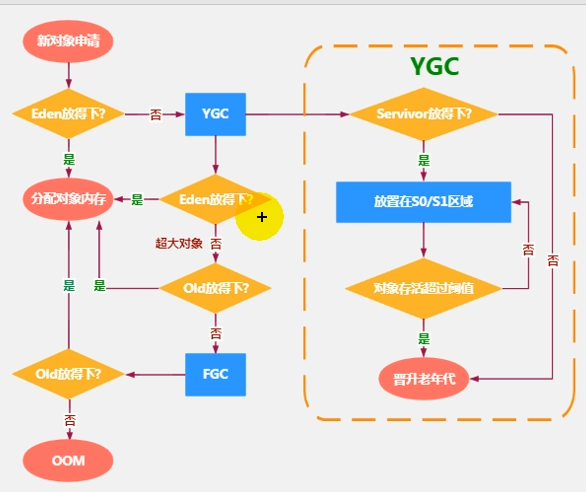 新对象申请
Eden放得下?
否
YGC
是
分配对象内存
是
Eden放得下?
超大对象
否
是
是
Old放得下?
否
Old放得下?
FGC
否
OOM
YGC
Servivor放得下?
是
放置在S0/S1区域
否
否
对象存活超过阈值
是
晋升老年代